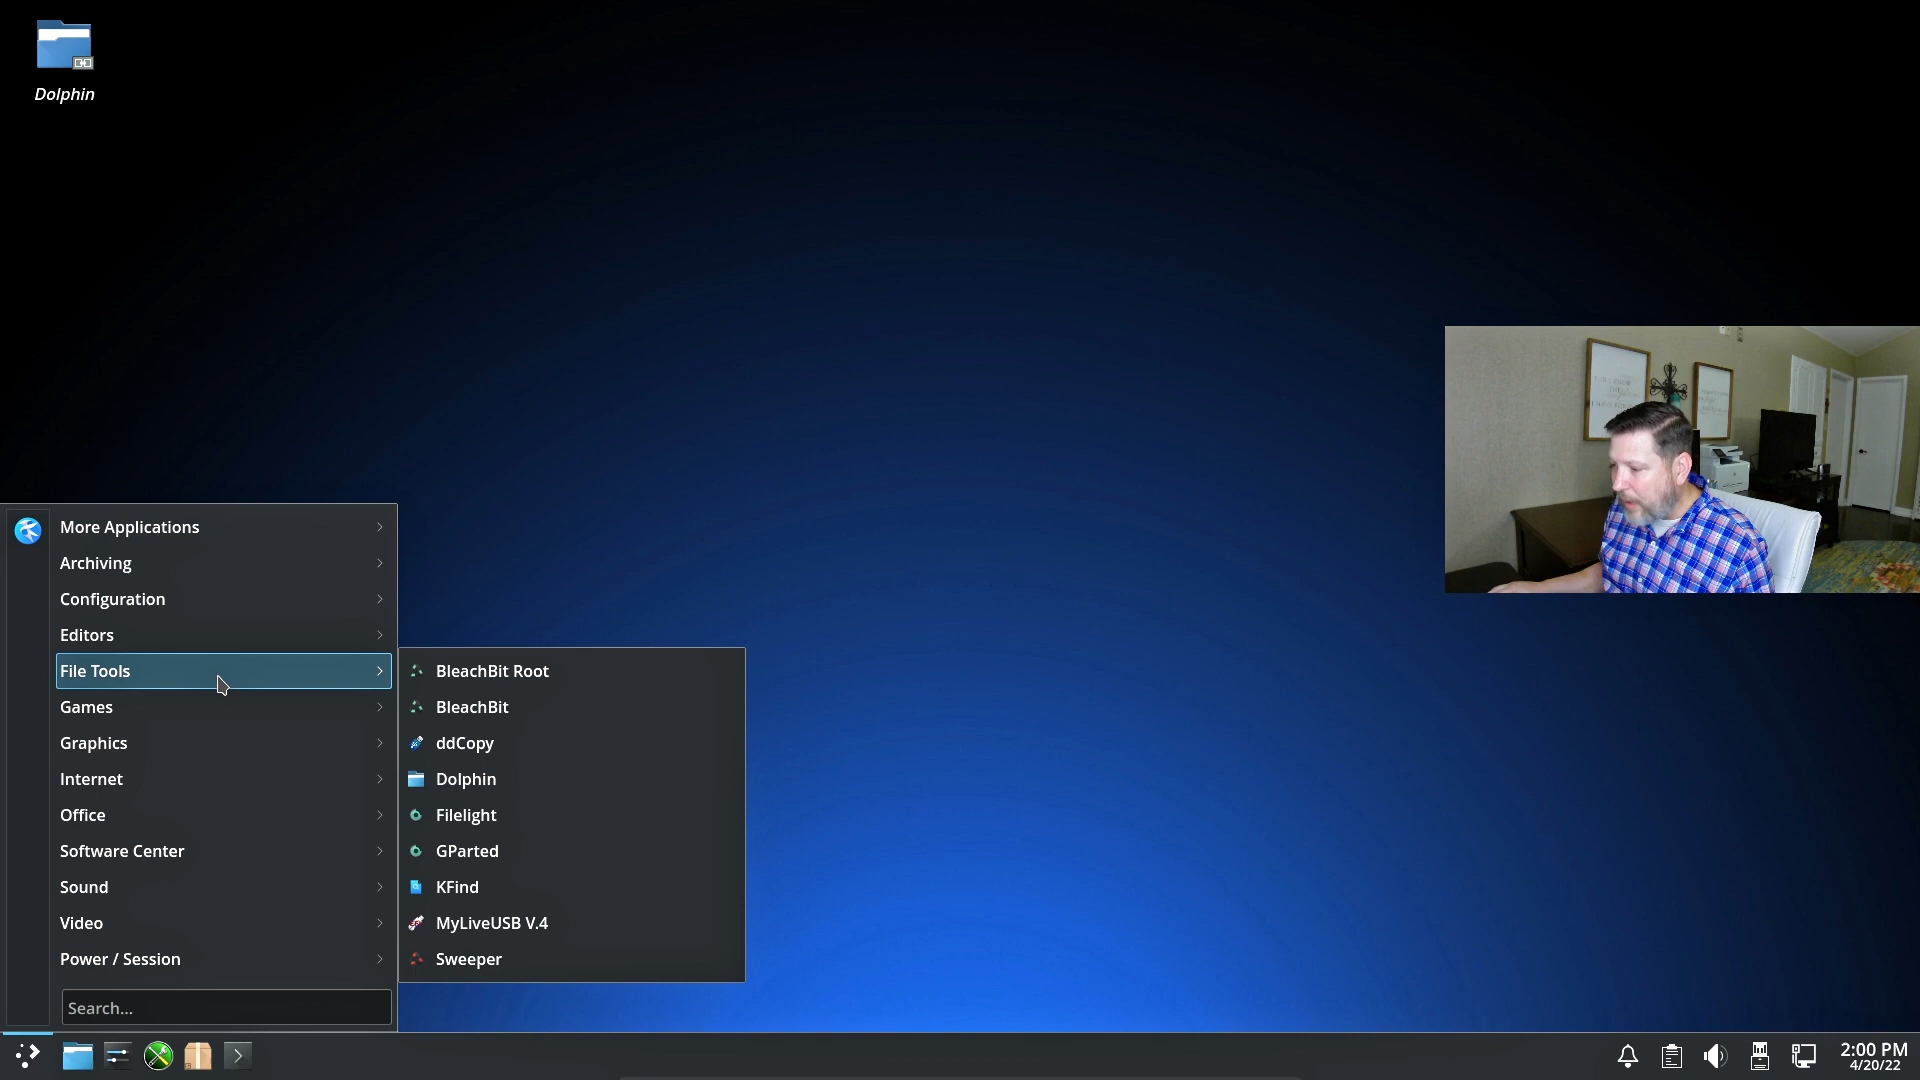 Dolphin
More Applications
Archiving
Configuration
Editors
File Tools
Games
Graphics
Internet
Office
Software Center
Sound
Video
Power / Session
Search...
BleachBit Root
BleachBit
ddCopy
Dolphin
Filelight
GParted
KFind
MyLiveUSB V.4
Sweeper
2:00 PM
4/20/22